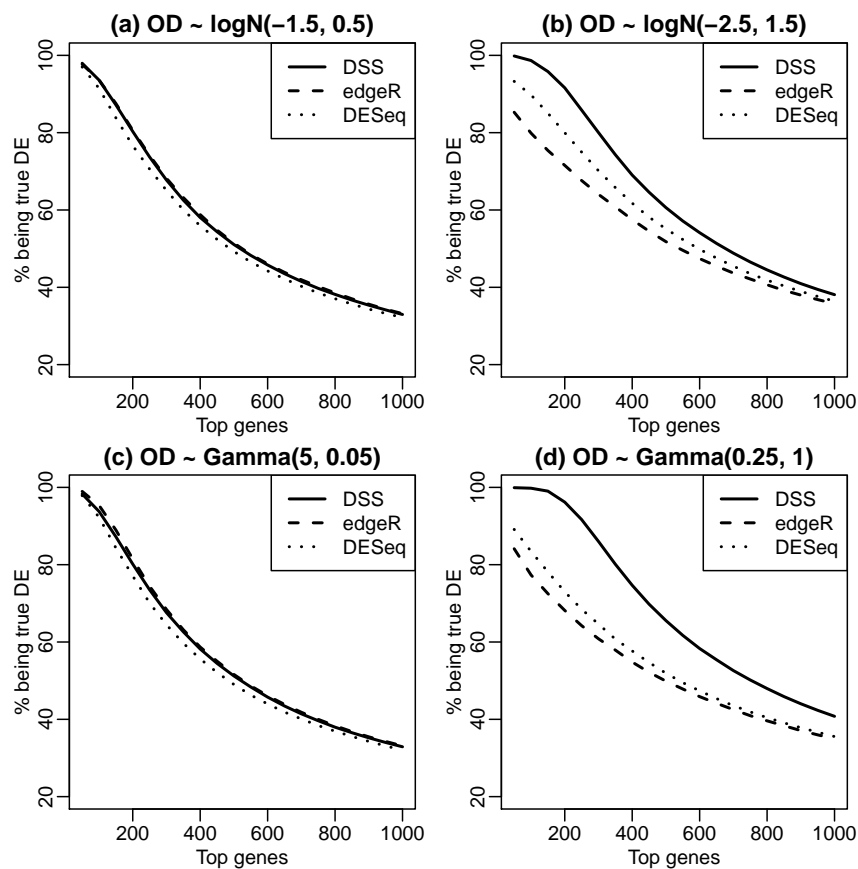 (a) OD ~ logN(−1.5, 0.5)
% being true DE
100
80
60
40
20
DSS
edgeR
DESeq
200 400 600 800 1000
Top genes
(b) OD ~ logN(−2.5, 1.5)
% being true DE
100
80
60
40
20
DSS
edgeR
DESeq
200 400 600 800 1000
Top genes
(c) OD ~ Gamma(5, 0.05)
% being true DE
100
80
60
40
20
DSS
edgeR
DESeq
200 400 600 800 1000
Top genes
(d) OD ~ Gamma(0.25, 1)
% being true DE
100
80
60
40
20
DSS
edgeR
DESeq
200 400 600 800 1000
Top genes